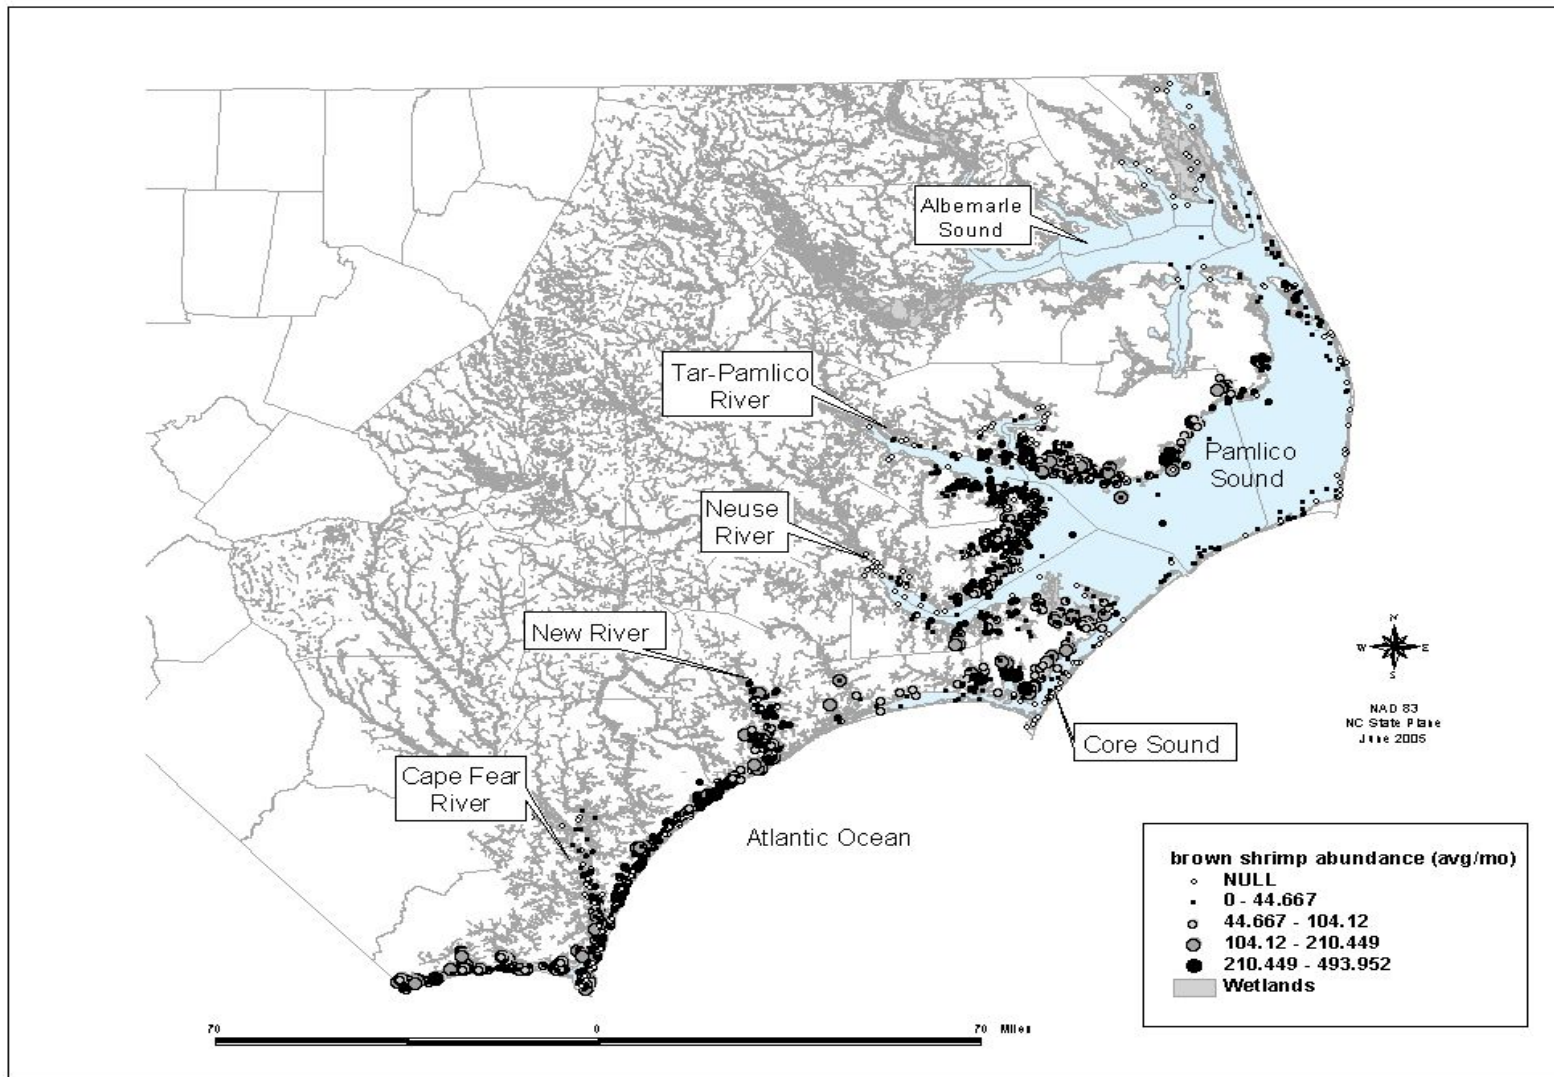 Albemarle
Sound
Tar-Pamlico
River
Pamlico
Sound
Neuse
River
New River
N
W E
S
NAD 83
NC State Plane
June 2005
Core Sound
Cape Fear
River
Atlantic Ocean
brown shrimp abundance (avg/mo)
NULL
0 - 44.667
44.667 - 104.12
104.12 - 210.449
210.449 - 493.952
Wetlands
70 0 70 Miles